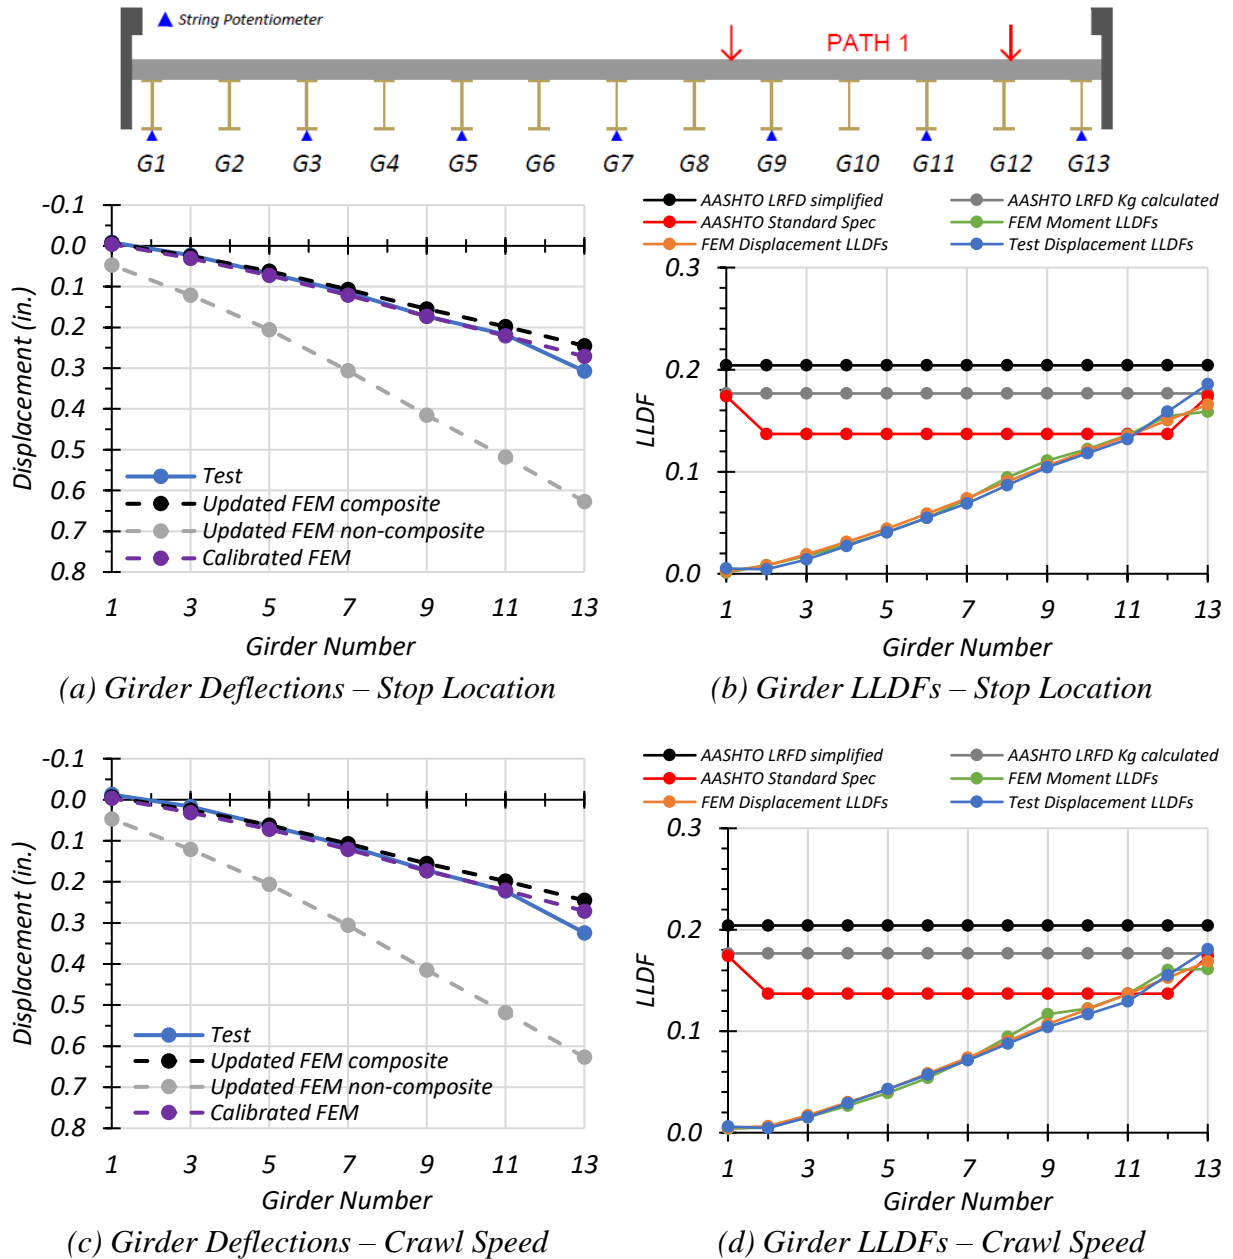 String Potentiometer
PATH 1
G1 G2 G3 G4 G5 G6 G7 G8 G9 G10 G11 G12 G13
-0.1
0.0
0.1
0.2
0.3
0.4
0.5
0.6
0.7
0.8
Displacement (in.)
Test
Updated FEM composite
Updated FEM non-composite
Calibrated FEM
1 3 5 7 9 11 13
Girder Number
(a) Girder Deflections – Stop Location
AASHTO LRFD simplified
AASHTO LRFD Kg calculated
AASHTO Standard Spec
FEM Moment LLDFs
FEM Displacement LLDFs
Test Displacement LLDFs
0.3
0.2
0.1
0.0
LLDF
1 3 5 7 9 11 13
Girder Number
(b) Girder LLDFs – Stop Location
-0.1
0.0
0.1
0.2
0.3
0.4
0.5
0.6
0.7
0.8
Displacement (in.)
Test
Updated FEM composite
Updated FEM non-composite
Calibrated FEM
1 3 5 7 9 11 13
Girder Number
(c) Girder Deflections – Crawl Speed
AASHTO LRFD simplified
AASHTO LRFD Kg calculated
AASHTO Standard Spec
FEM Moment LLDFs
FEM Displacement LLDFs
Test Displacement LLDFs
0.3
0.2
0.1
0.0
LLDF
1 3 5 7 9 11 13
Girder Number
(d) Girder LLDFs – Crawl Speed